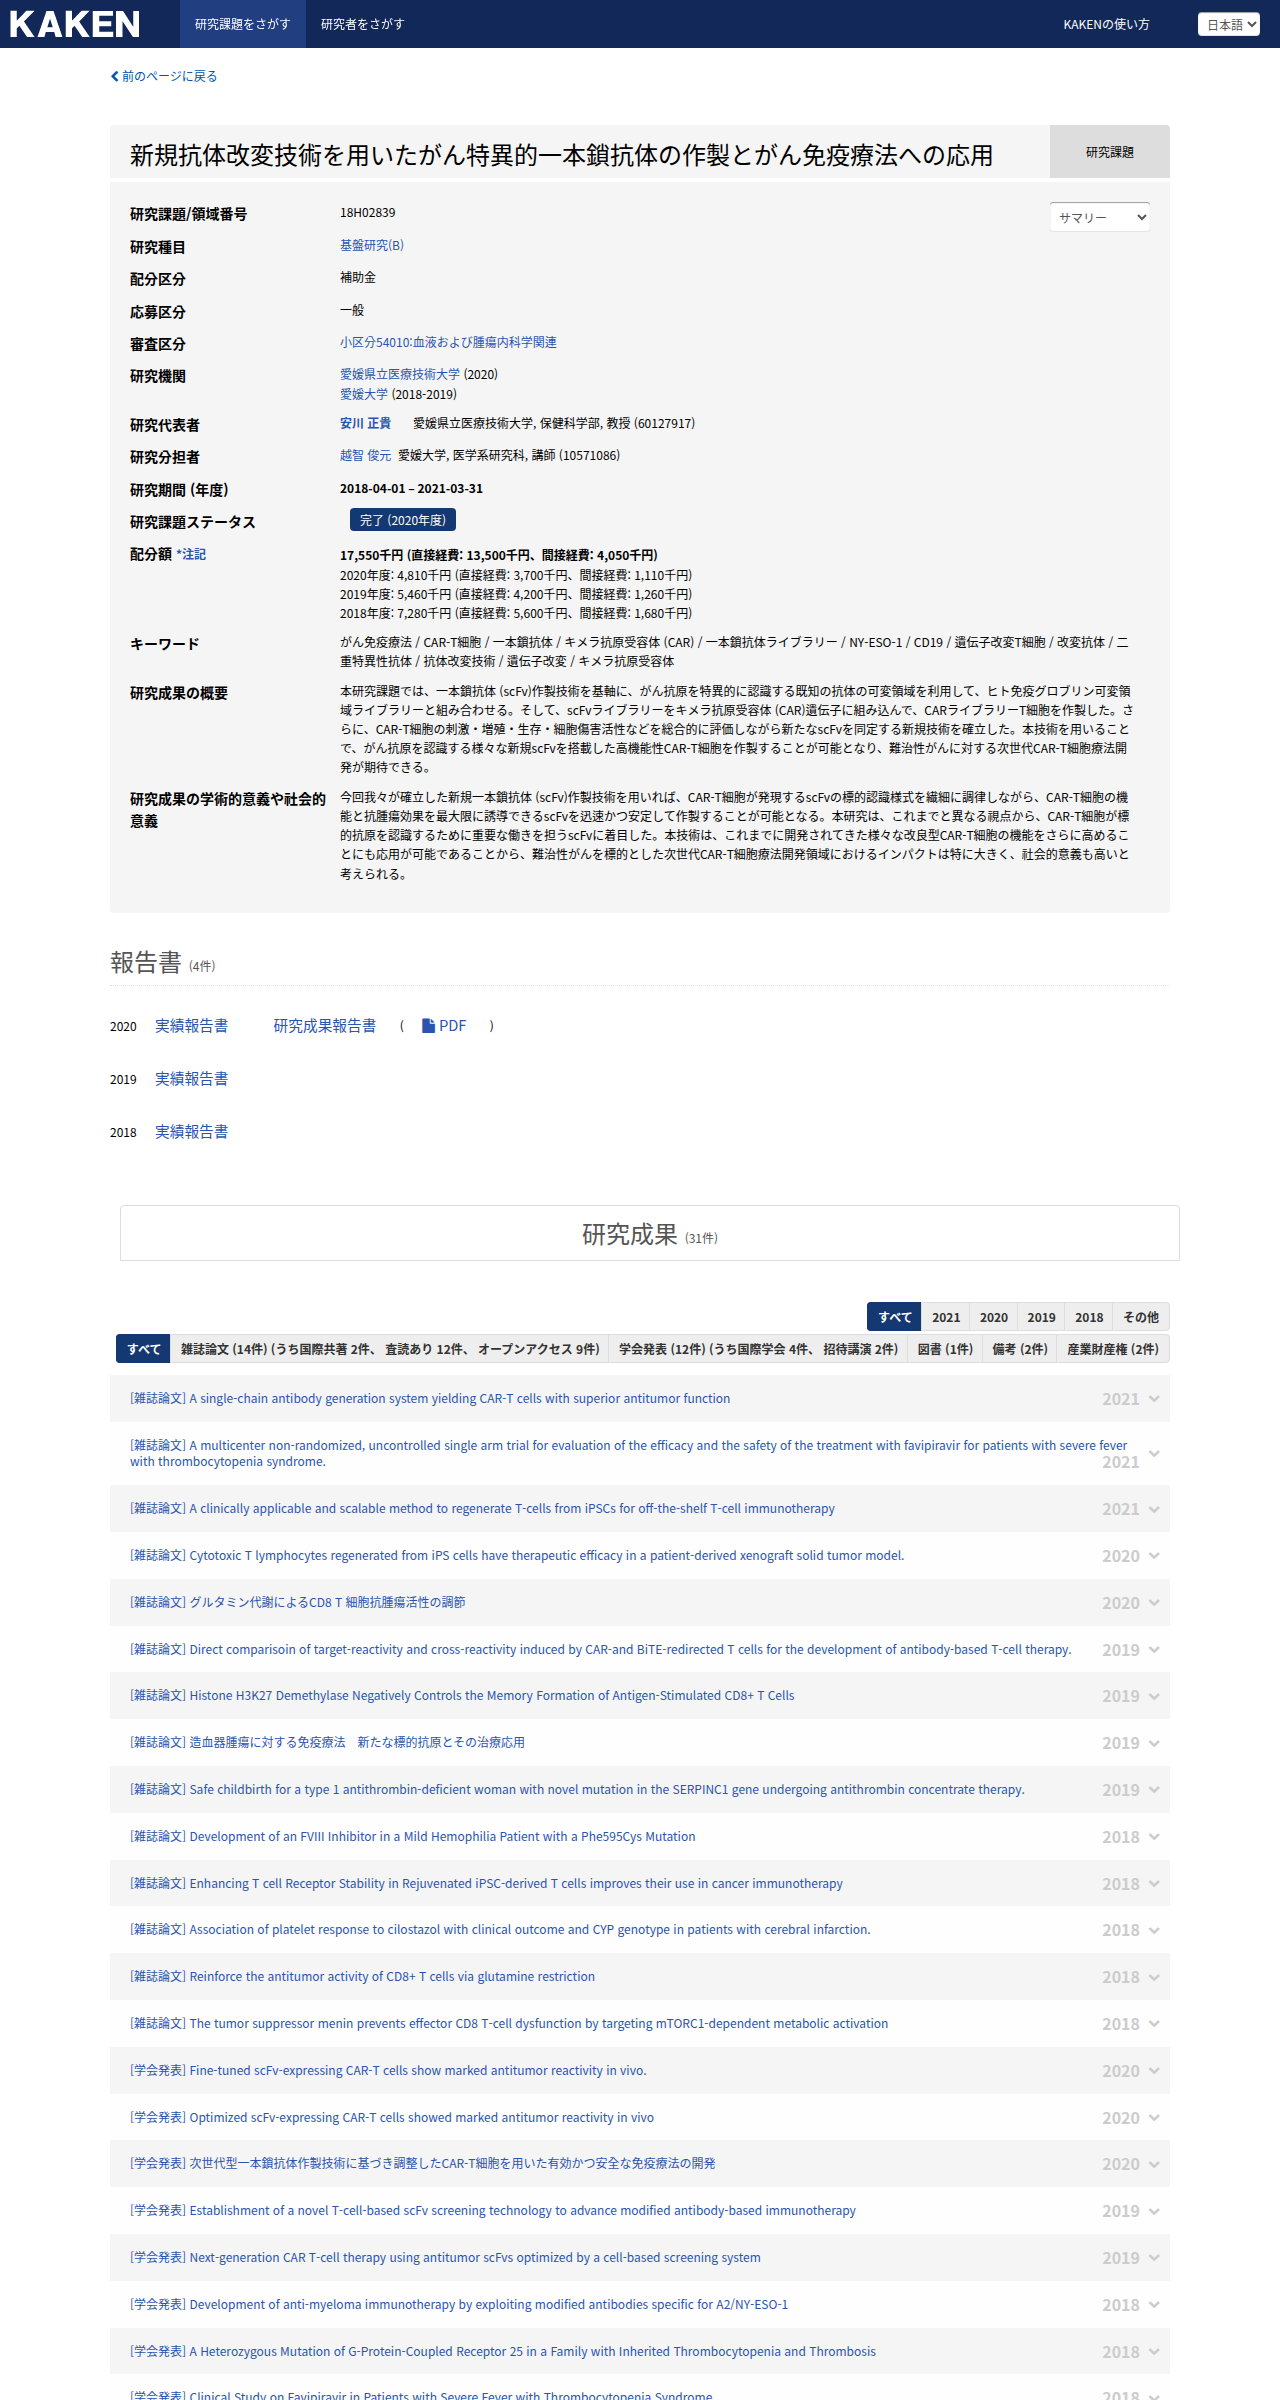 KAKEN 研究課題をさがす 研究者をさがす KAKENの使い方 日本語
前のページに戻る
新規抗体改変技術を用いたがん特異的一本鎖抗体の作製とがん免疫療法への応用 研究課題
研究課題/領域番号 18H02839 サマリー
研究種目 基盤研究(B)
配分区分 補助金
応募区分 一般
審査区分 小区分54010:血液および腫瘍内科学関連
研究機関 愛媛県立医療技術大学 (2020)
愛媛大学 (2018-2019)
研究代表者 安川 正貴 愛媛県立医療技術大学, 保健科学部, 教授 (60127917)
研究分担者 越智 俊元 愛媛大学, 医学系研究科, 講師 (10571086)
研究期間 (年度) 2018-04-01 – 2021-03-31
研究課題ステータス 完了 (2020年度)
配分額 *注記 17,550千円 (直接経費: 13,500千円、間接経費: 4,050千円)
2020年度: 4,810千円 (直接経費: 3,700千円、間接経費: 1,110千円)
2019年度: 5,460千円 (直接経費: 4,200千円、間接経費: 1,260千円)
2018年度: 7,280千円 (直接経費: 5,600千円、間接経費: 1,680千円)
キーワード がん免疫療法 / CAR-T細胞 / 一本鎖抗体 / キメラ抗原受容体 (CAR) / 一本鎖抗体ライブラリー / NY-ESO-1 / CD19 / 遺伝子改変T細胞 / 改変抗体 / 二
重特異性抗体 / 抗体改変技術 / 遺伝子改変 / キメラ抗原受容体
研究成果の概要 本研究課題では、一本鎖抗体 (scFv)作製技術を基軸に、がん抗原を特異的に認識する既知の抗体の可変領域を利用して、ヒト免疫グロブリン可変領
域ライブラリーと組み合わせる。そして、scFvライブラリーをキメラ抗原受容体 (CAR)遺伝子に組み込んで、CARライブラリーT細胞を作製した。さ
らに、CAR-T細胞の刺激・増殖・生存・細胞傷害活性などを総合的に評価しながら新たなscFvを同定する新規技術を確立した。本技術を用いること
で、がん抗原を認識する様々な新規scFvを搭載した高機能性CAR-T細胞を作製することが可能となり、難治性がんに対する次世代CAR-T細胞療法開
発が期待できる。
研究成果の学術的意義や社会的 今回我々が確立した新規一本鎖抗体 (scFv)作製技術を用いれば、CAR-T細胞が発現するscFvの標的認識様式を繊細に調律しながら、CAR-T細胞の機
意義 能と抗腫瘍効果を最大限に誘導できるscFvを迅速かつ安定して作製することが可能となる。本研究は、これまでと異なる視点から、CAR-T細胞が標
的抗原を認識するために重要な働きを担うscFvに着目した。本技術は、これまでに開発されてきた様々な改良型CAR-T細胞の機能をさらに高めるこ
とにも応用が可能であることから、難治性がんを標的とした次世代CAR-T細胞療法開発領域におけるインパクトは特に大きく、社会的意義も高いと
考えられる。
報告書 (4件)
2020 実績報告書 研究成果報告書 ( PDF )
2019 実績報告書
2018 実績報告書
研究成果 (31件)
すべて 2021 2020 2019 2018 その他
すべて 雑誌論文 (14件) (うち国際共著 2件、 査読あり 12件、 オープンアクセス 9件) 学会発表 (12件) (うち国際学会 4件、 招待講演 2件) 図書 (1件) 備考 (2件) 産業財産権 (2件)
[雑誌論文] A single-chain antibody generation system yielding CAR-T cells with superior antitumor function 2021
[雑誌論文] A multicenter non-randomized, uncontrolled single arm trial for evaluation of the efficacy and the safety of the treatment with favipiravir for patients with severe fever
with thrombocytopenia syndrome. 2021
[雑誌論文] A clinically applicable and scalable method to regenerate T-cells from iPSCs for off-the-shelf T-cell immunotherapy 2021
[雑誌論文] Cytotoxic T lymphocytes regenerated from iPS cells have therapeutic efficacy in a patient-derived xenograft solid tumor model. 2020
[雑誌論文] グルタミン代謝によるCD8 T 細胞抗腫瘍活性の調節 2020
[雑誌論文] Direct comparisoin of target-reactivity and cross-reactivity induced by CAR-and BiTE-redirected T cells for the development of antibody-based T-cell therapy. 2019
[雑誌論文] Histone H3K27 Demethylase Negatively Controls the Memory Formation of Antigen-Stimulated CD8+ T Cells 2019
[雑誌論文] 造血器腫瘍に対する免疫療法 新たな標的抗原とその治療応用 2019
[雑誌論文] Safe childbirth for a type 1 antithrombin-deficient woman with novel mutation in the SERPINC1 gene undergoing antithrombin concentrate therapy. 2019
[雑誌論文] Development of an FVIII Inhibitor in a Mild Hemophilia Patient with a Phe595Cys Mutation 2018
[雑誌論文] Enhancing T cell Receptor Stability in Rejuvenated iPSC-derived T cells improves their use in cancer immunotherapy 2018
[雑誌論文] Association of platelet response to cilostazol with clinical outcome and CYP genotype in patients with cerebral infarction. 2018
[雑誌論文] Reinforce the antitumor activity of CD8+ T cells via glutamine restriction 2018
[雑誌論文] The tumor suppressor menin prevents effector CD8 T-cell dysfunction by targeting mTORC1-dependent metabolic activation 2018
[学会発表] Fine-tuned scFv-expressing CAR-T cells show marked antitumor reactivity in vivo. 2020
[学会発表] Optimized scFv-expressing CAR-T cells showed marked antitumor reactivity in vivo 2020
[学会発表] 次世代型一本鎖抗体作製技術に基づき調整したCAR-T細胞を用いた有効かつ安全な免疫療法の開発 2020
[学会発表] Establishment of a novel T-cell-based scFv screening technology to advance modified antibody-based immunotherapy 2019
[学会発表] Next-generation CAR T-cell therapy using antitumor scFvs optimized by a cell-based screening system 2019
[学会発表] Development of anti-myeloma immunotherapy by exploiting modified antibodies specific for A2/NY-ESO-1 2018
[学会発表] A Heterozygous Mutation of G-Protein-Coupled Receptor 25 in a Family with Inherited Thrombocytopenia and Thrombosis 2018
[学会発表] Clinical Study on Favipiravir in Patients with Severe Fever with Thrombocytopenia Syndrome 2018